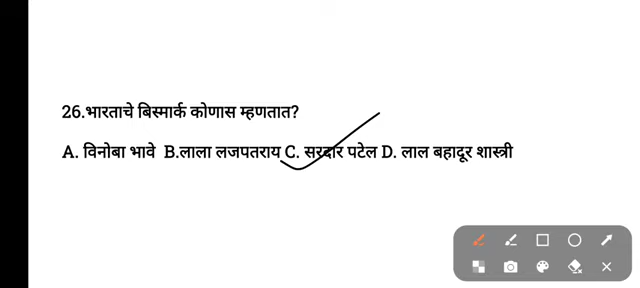 26.भारताचे बिस्मार्क कोणास म्हणतात?
A. विनोबा भावे B.लाला लजपतराय C. सरदार पटेल D. लाल बहादूर शास्त्री